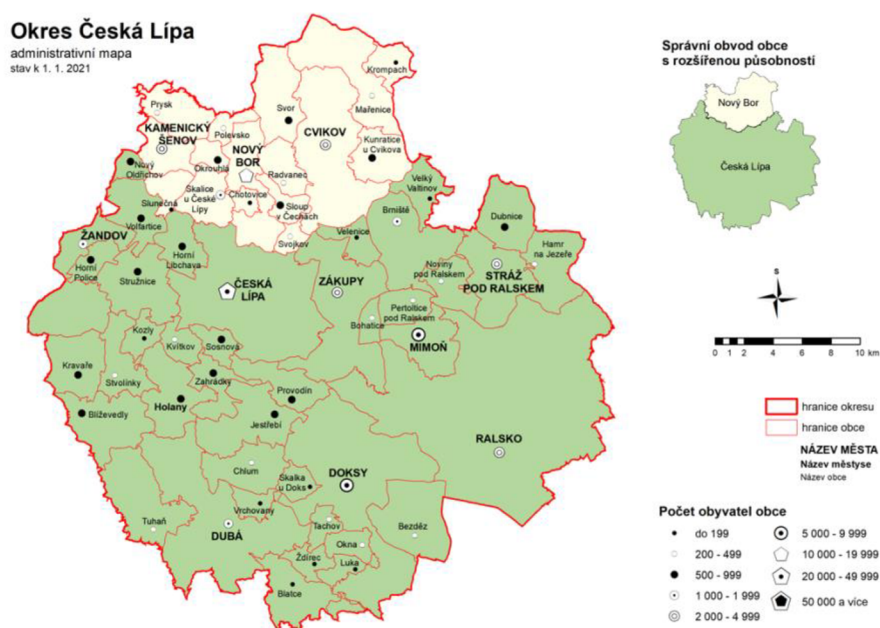 Okres Česká Lípa
administrativní mapa
stav k 1. 1. 2021
Správní obvod obce
s rozšířenou působností
Nový Bor
Česká Lípa
Krompach
Mařenice
Prysk
Svor
Polevsko
KAMENICKÝ
ŠENOV
CVIKOV
NOVÝ
BOR
Kunratice
u Cvikova
Nový
Oldřichov
Okrouhlá
Radvanec
Skalice
u České
Lípy
Chotovice
Slunečná
Sloup
v Čechách
Velký
Valtinov
Volfartice
Svojkov
Velenice
Brniště
Dubnice
ŽANDOV
Horní
Libchava
Horní
Police
Stružnice
Noviny
pod Ralskem
Hamr
na Jezeře
STRÁŽ
POD RALSKEM
ČESKÁ
LÍPA
ZÁKUPY
Pertoltice
pod Ralskem
Bohatice
MIMOŇ
Kozly
Kvítkov
Sosnová
Kravaře
Stvolínky
Zahrádky
Holany
Provodín
Blíževedly
Jestřebí
RALSKO
Chlum
Skalka
u Doks
DOKSY
Vrchovany
Tuhaň
DUBÁ
Tachov
Bezděz
Okna
Ždírec
Luka
Blatce
S
0 1 2 4 6 8 10 km
hranice okresu
hranice obce
NÁZEV MĚSTA
Název městyse
Název obce
Počet obyvatel obce
do 199
200 - 499
500 - 999
1 000 - 1 999
2 000 - 4 999
5 000 - 9 999
10 000 - 19 999
20 000 - 49 999
50 000 a více